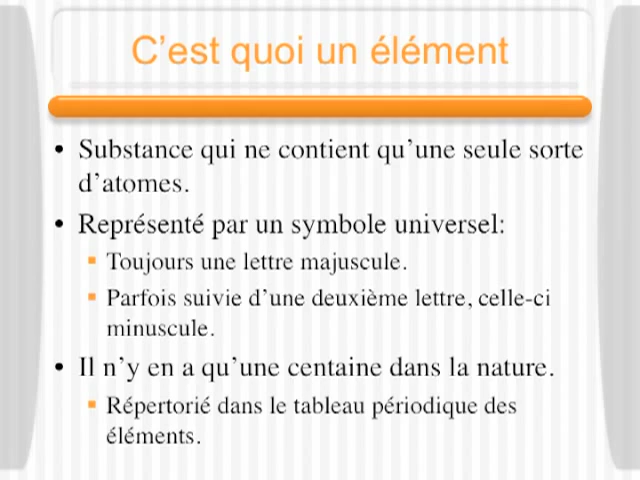 C’est quoi un élément
• Substance qui ne contient qu’une seule sorte
d’atomes.
• Représenté par un symbole universel:
▪ Toujours une lettre majuscule.
▪ Parfois suivie d’une deuxième lettre, celle-ci
minuscule.
• Il n’y en a qu’une centaine dans la nature.
▪ Répertorié dans le tableau périodique des
éléments.